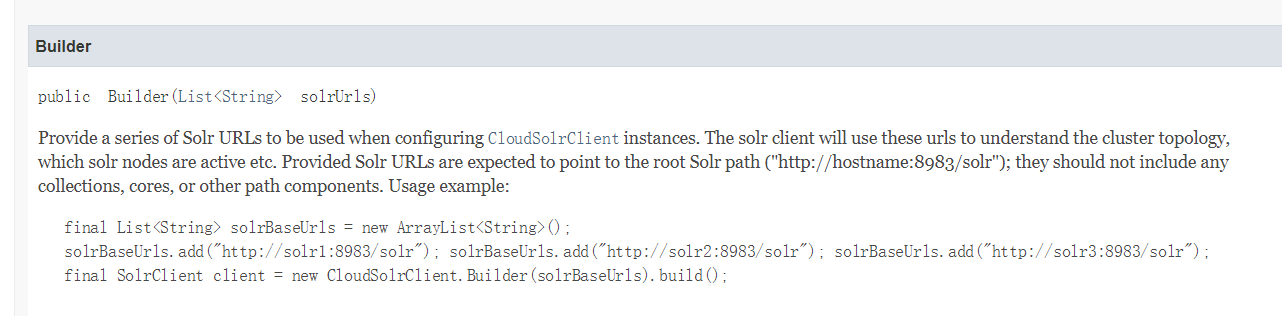 Builder
public  Builder(List<String>  solrUrls)
Provide a series of Solr URLs to be used when configuring CloudSolrClient instances. The solr client will use these urls to understand the cluster topology,
which solr nodes are active etc. Provided Solr URLs are expected to point to the root Solr path ("http://hostname:8983/solr"); they should not include any
collections, cores, or other path components. Usage example:
final List<String> solrBaseUrls = new ArrayList<String>();
solrBaseUrls.add("http://solr1:8983/solr"); solrBaseUrls.add("http://solr2:8983/solr"); solrBaseUrls.add("http://solr3:8983/solr");
final SolrClient client = new CloudSolrClient.Builder(solrBaseUrls).build();